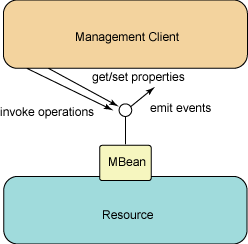 Management Client
get/set properties
invoke operations
emit events
MBean
Resource